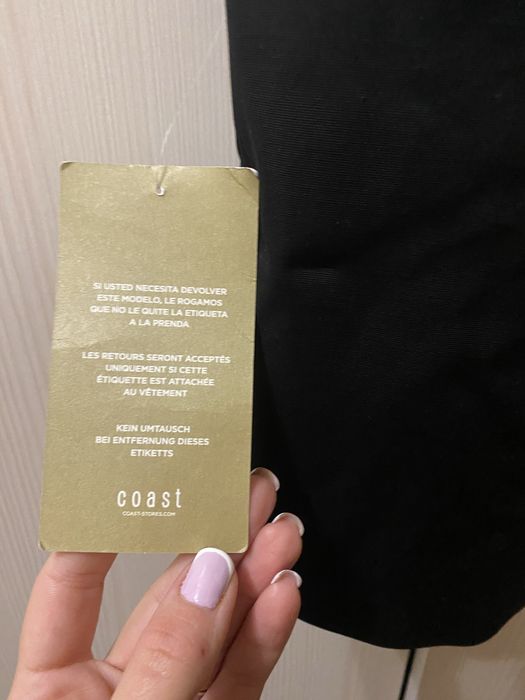 SI USTED NECESITA DEVOLVER
ESTE MODELO, LE ROGAMOS
QUE NO LE QUITE LA ETIQUETA
A LA PRENDA
LES RETOURS SERONT ACCEPTÉS
UNIQUEMENT SI CETTE
ÉTIQUETTE EST ATTACHÉE
AU VÊTEMENT
KEIN UMTAUSCH
BEI ENTFERNUNG DIESES
ETIKETTS
coast
COAST-STORES.COM